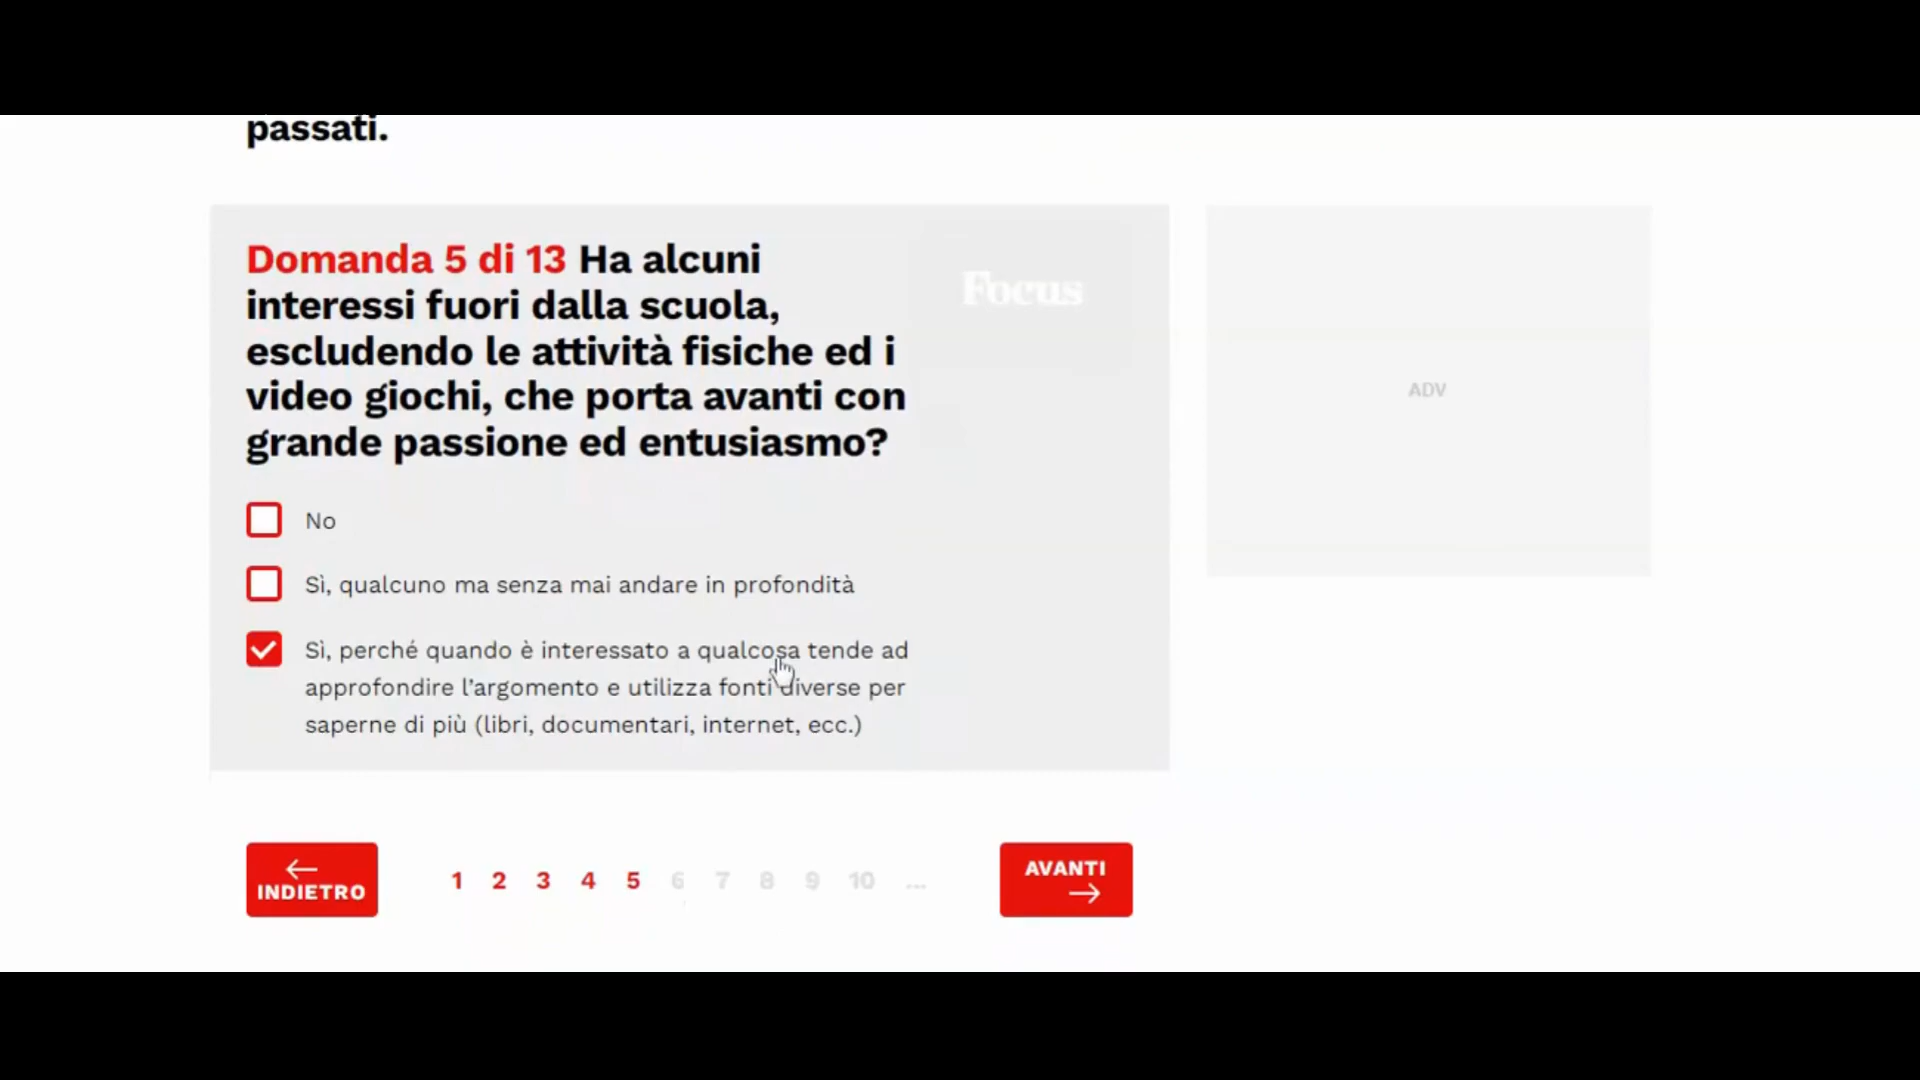 passati.
Domanda 5 di 13 Ha alcuni
interessi fuori dalla scuola,
escludendo le attività fisiche ed i
video giochi, che porta avanti con
grande passione ed entusiasmo?
Focus
ADV
No
Sì, qualcuno ma senza mai andare in profondità
Sì, perché quando è interessato a qualcosa tende ad
approfondire l’argomento e utilizza fonti diverse per
saperne di più (libri, documentari, internet, ecc.)
← INDIETRO
1 2 3 4 5 6 7 8 9 10 ...
AVANTI →